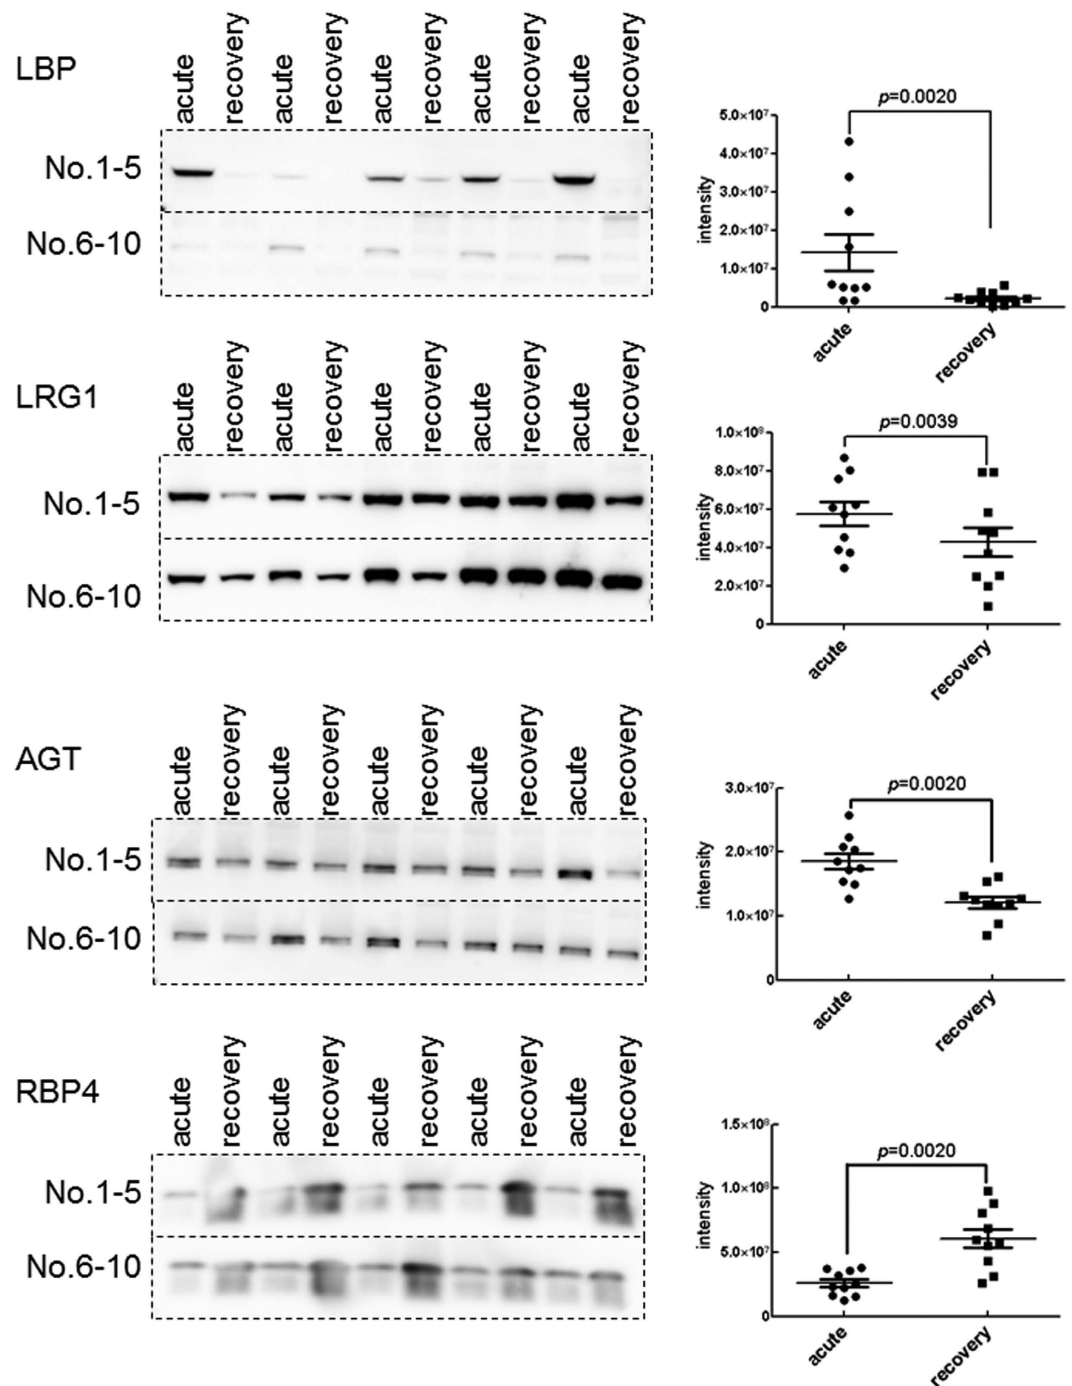 LBP
acute recovery acute recovery acute recovery acute recovery acute recovery
No.1-5
No.6-10
p=0.0020
intensity
5.0×10⁷
4.0×10⁷
3.0×10⁷
2.0×10⁷
1.0×10⁷
0
acute recovery
LRG1
acute recovery acute recovery acute recovery acute recovery acute recovery
No.1-5
No.6-10
p=0.0039
intensity
1.0×10⁸
8.0×10⁷
6.0×10⁷
4.0×10⁷
2.0×10⁷
0
acute recovery
AGT
acute recovery acute recovery acute recovery acute recovery acute recovery
No.1-5
No.6-10
p=0.0020
intensity
3.0×10⁷
2.0×10⁷
1.0×10⁷
0
acute recovery
RBP4
acute recovery acute recovery acute recovery acute recovery acute recovery
No.1-5
No.6-10
p=0.0020
intensity
1.5×10⁸
1.0×10⁸
5.0×10⁷
0
acute recovery